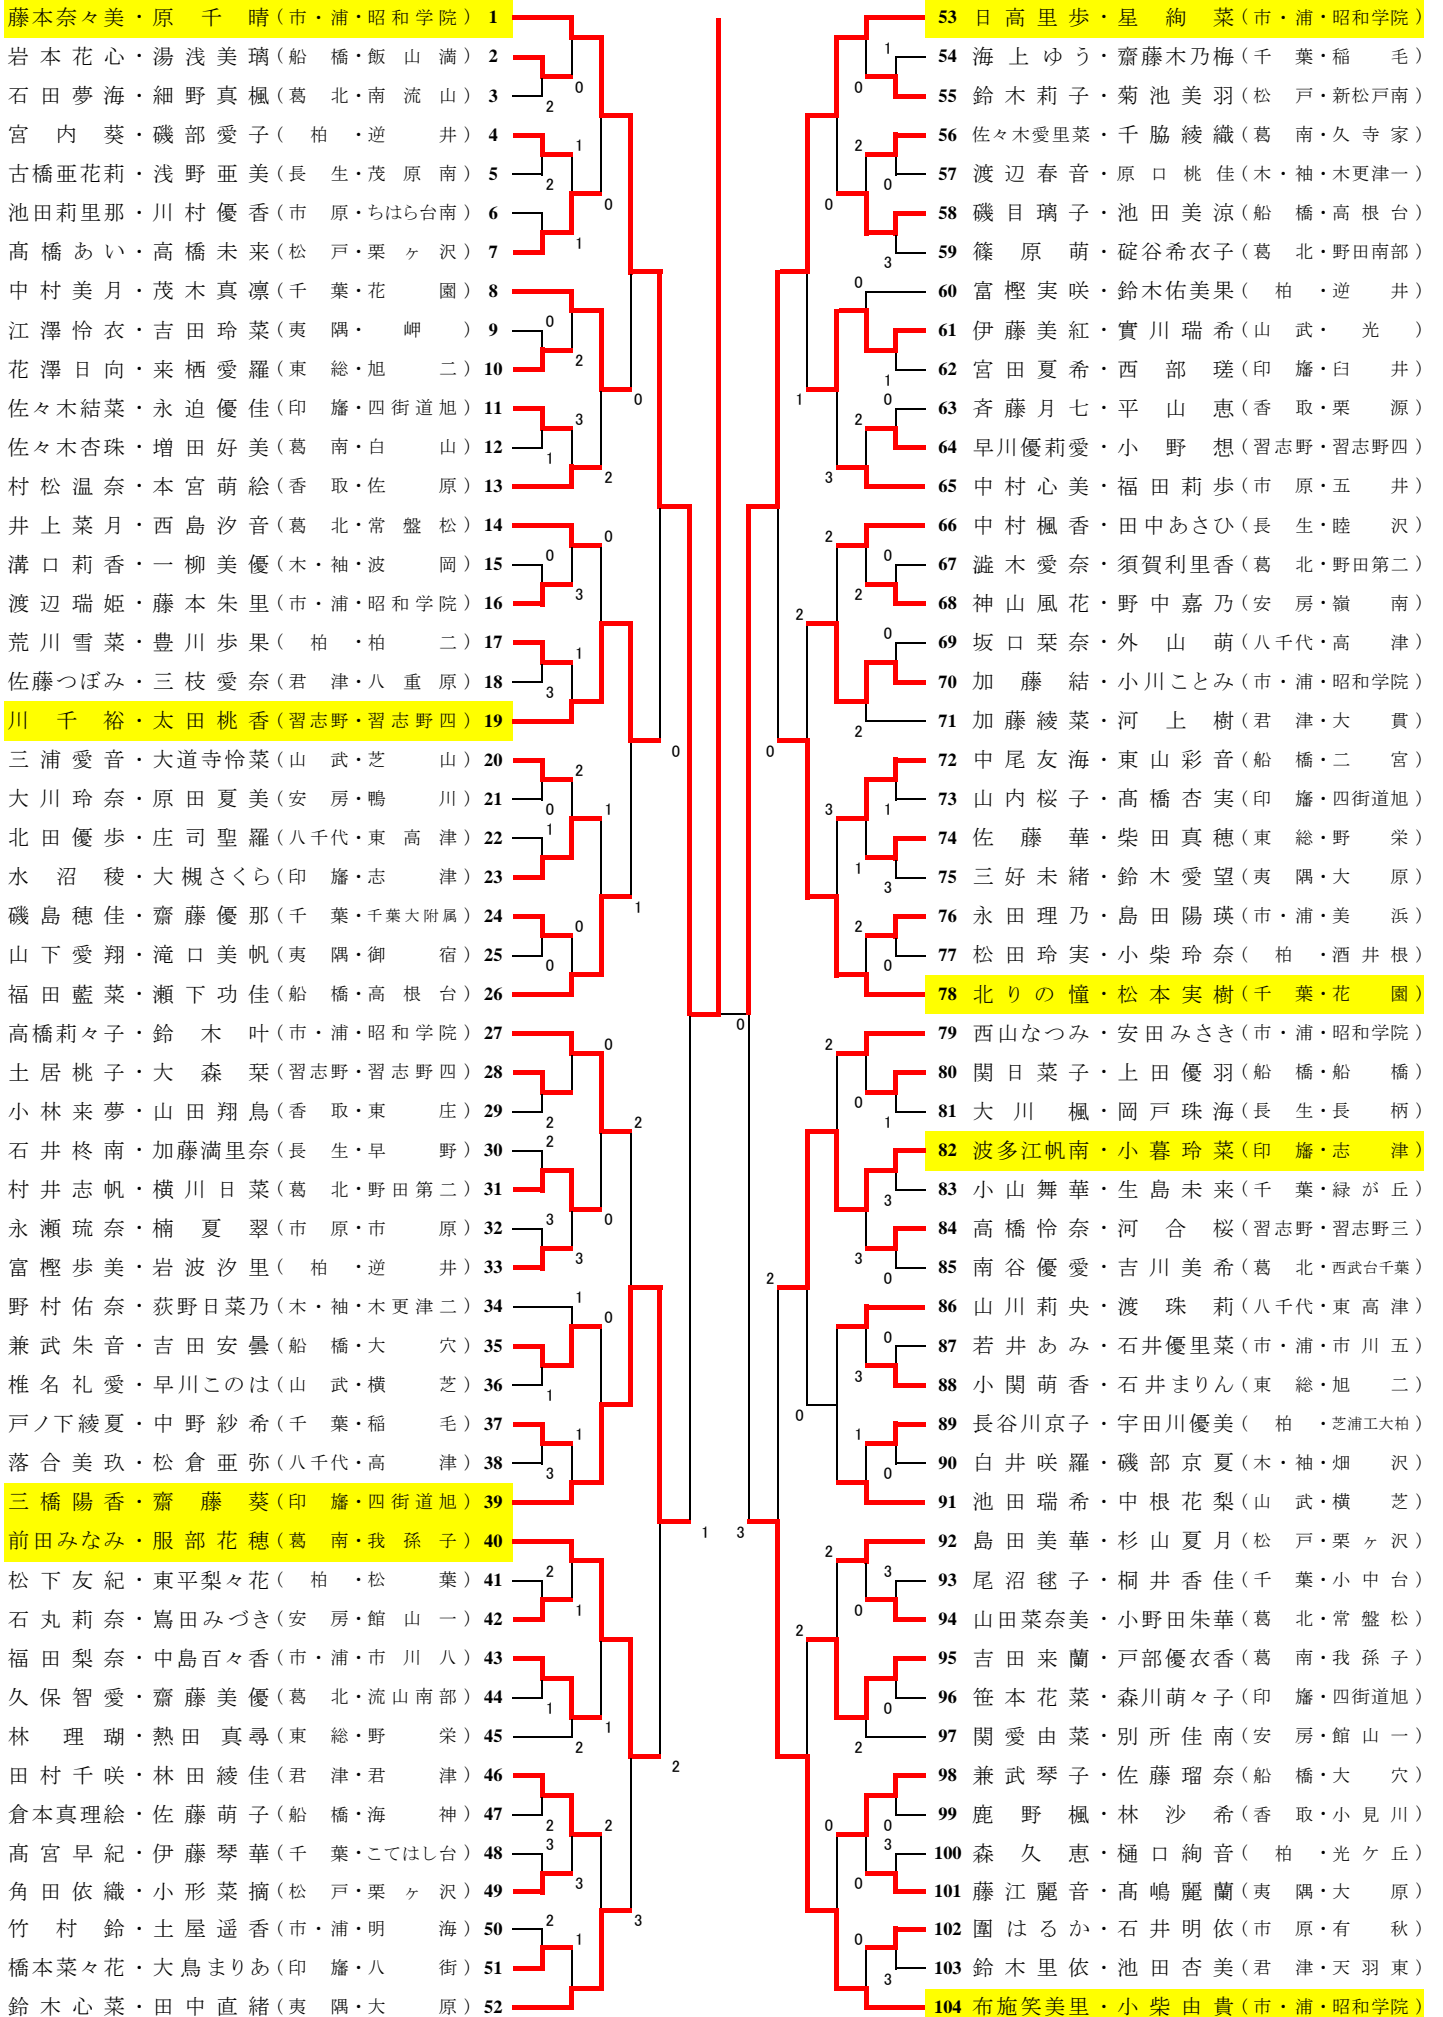 藤本奈々美・原千晴(市・浦・昭和学院) 1
岩本花心・湯浅美璃(船橋・飯山満) 2
石田夢海・細野真楓(葛北・南流山) 3
宮内葵・磯部愛子(柏・逆井) 4
古橋亜花莉・浅野亜美(長生・茂原南) 5
池田莉里那・川村優香(市原・ちはら台南) 6
髙橋あい・高橋未来(松戸・栗ヶ沢) 7
中村美月・茂木真凛(千葉・花園) 8
江澤怜衣・吉田玲菜(夷隅・岬) 9
花澤日向・来栖愛羅(東総・旭二) 10
佐々木結菜・永迫優佳(印旛・四街道旭) 11
佐々木杏珠・増田好美(葛南・白山) 12
村松温奈・本宮萌絵(香取・佐原) 13
井上菜月・西島汐音(葛北・常盤松) 14
溝口莉香・一柳美優(木・袖・波岡) 15
渡辺瑞姫・藤本朱里(市・浦・昭和学院) 16
荒川雪菜・豊川歩果(柏・柏二) 17
佐藤つぼみ・三枝愛奈(君津・八重原) 18
川千裕・太田桃香(習志野・習志野四) 19
三浦愛音・大道寺怜菜(山武・芝山) 20
大川玲奈・原田夏美(安房・鴨川) 21
北田優歩・庄司聖羅(八千代・東高津) 22
水沼稜・大槻さくら(印旛・志津) 23
磯島穂佳・齋藤優那(千葉・千葉大附属) 24
山下愛翔・滝口美帆(夷隅・御宿) 25
福田藍菜・瀬下功佳(船橋・高根台) 26
高橋莉々子・鈴木叶(市・浦・昭和学院) 27
土居桃子・大森栞(習志野・習志野四) 28
小林来夢・山田翔鳥(香取・東庄) 29
石井柊南・加藤満里奈(長生・早野) 30
村井志帆・横川日菜(葛北・野田第二) 31
永瀬琉奈・楠夏翠(市原・市原) 32
富樫歩美・岩波汐里(柏・逆井) 33
野村佑奈・荻野日菜乃(木・袖・木更津二) 34
兼武朱音・吉田安曇(船橋・大穴) 35
椎名礼愛・早川このは(山武・横芝) 36
戸ノ下綾夏・中野紗希(千葉・稲毛) 37
落合美玖・松倉亜弥(八千代・高津) 38
三橋陽香・齋藤葵(印旛・四街道旭) 39
前田みなみ・服部花穂(葛南・我孫子) 40
松下友紀・東平梨々花(柏・松葉) 41
石丸莉奈・嶌田みづき(安房・館山一) 42
福田梨奈・中島百々香(市・浦・市川八) 43
久保智愛・齋藤美優(葛北・流山南部) 44
林理瑚・熱田真尋(東総・野栄) 45
田村千咲・林田綾佳(君津・君津) 46
倉本真理絵・佐藤萌子(船橋・海神) 47
髙宮早紀・伊藤琴華(千葉・こてはし台) 48
角田依織・小形菜摘(松戸・栗ヶ沢) 49
竹村鈴・土屋遥香(市・浦・明海) 50
橋本菜々花・大鳥まりあ(印旛・八街) 51
鈴木心菜・田中直緒(夷隅・大原) 52
53 日高里歩・星絢菜(市・浦・昭和学院)
54 海上ゆう・齋藤木乃梅(千葉・稲毛)
55 鈴木莉子・菊池美羽(松戸・新松戸南)
56 佐々木愛里菜・千脇綾織(葛南・久寺家)
57 渡辺春音・原口桃佳(木・袖・木更津一)
58 磯目璃子・池田美涼(船橋・高根台)
59 篠原萌・碇谷希衣子(葛北・野田南部)
60 富樫実咲・鈴木佑美果(柏・逆井)
61 伊藤美紅・實川瑞希(山武・光)
62 宮田夏希・西部瑳(印旛・臼井)
63 斉藤月七・平山恵(香取・栗源)
64 早川優莉愛・小野想(習志野・習志野四)
65 中村心美・福田莉歩(市原・五井)
66 中村楓香・田中あさひ(長生・睦沢)
67 澁木愛奈・須賀利里香(葛北・野田第二)
68 神山風花・野中嘉乃(安房・嶺南)
69 坂口栞奈・外山萌(八千代・高津)
70 加藤結・小川ことみ(市・浦・昭和学院)
71 加藤綾菜・河上樹(君津・大貫)
72 中尾友海・東山彩音(船橋・二宮)
73 山内桜子・髙橋杏実(印旛・四街道旭)
74 佐藤華・柴田真穂(東総・野栄)
75 三好未緒・鈴木愛望(夷隅・大原)
76 永田理乃・島田陽瑛(市・浦・美浜)
77 松田玲実・小柴玲奈(柏・酒井根)
78 北りの憧・松本実樹(千葉・花園)
79 西山なつみ・安田みさき(市・浦・昭和学院)
80 関日菜子・上田優羽(船橋・船橋)
81 大川楓・岡戸珠海(長生・長柄)
82 波多江帆南・小暮玲菜(印旛・志津)
83 小山舞華・生島未来(千葉・緑が丘)
84 高橋怜奈・河合桜(習志野・習志野三)
85 南谷優愛・吉川美希(葛北・西武台千葉)
86 山川莉央・渡珠莉(八千代・東高津)
87 若井あみ・石井優里菜(市・浦・市川五)
88 小関萌香・石井まりん(東総・旭二)
89 長谷川京子・宇田川優美(柏・芝浦工大柏)
90 白井咲羅・磯部京夏(木・袖・畑沢)
91 池田瑞希・中根花梨(山武・横芝)
92 島田美華・杉山夏月(松戸・栗ヶ沢)
93 尾沼毬子・桐井香佳(千葉・小中台)
94 山田菜奈美・小野田朱華(葛北・常盤松)
95 吉田来蘭・戸部優衣香(葛南・我孫子)
96 笹本花菜・森川萌々子(印旛・四街道旭)
97 関愛由菜・別所佳南(安房・館山一)
98 兼武琴子・佐藤瑠奈(船橋・大穴)
99 鹿野楓・林沙希(香取・小見川)
100 森久恵・樋口絢音(柏・光ケ丘)
101 藤江麗音・髙嶋麗蘭(夷隅・大原)
102 園はるか・石井明依(市原・有秋)
103 鈴木里依・池田杏美(君津・天羽東)
104 布施笑美里・小柴由貴(市・浦・昭和学院)